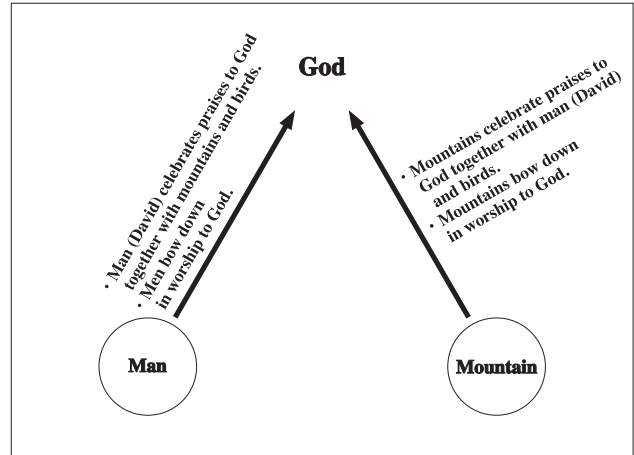 God
· Man (David) celebrates praises to God
together with mountains and birds.
· Men bow down
in worship to God.
· Mountains celebrate praises to
God together with man (David)
and birds.
· Mountains bow down
in worship to God.
Man
Mountain